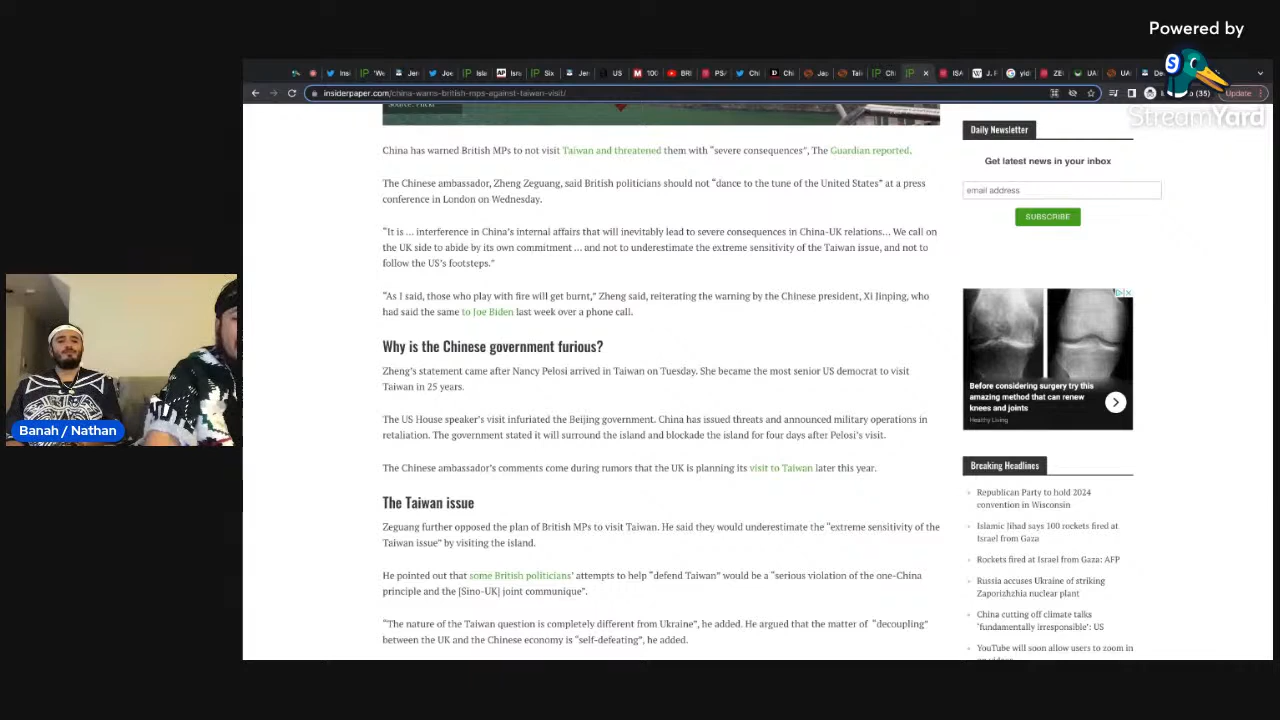 Powered by
StreamYard
insiderpaper.com/china-warns-british-mps-against-taiwan-visit/
(35)
Update
Source: Flickr
China has warned British MPs to not visit Taiwan and threatened them with “severe consequences”, The Guardian reported.
The Chinese ambassador, Zheng Zeguang, said British politicians should not “dance to the tune of the United States” at a press
conference in London on Wednesday.
“It is … interference in China’s internal affairs that will inevitably lead to severe consequences in China-UK relations… We call on
the UK side to abide by its own commitment … and not to underestimate the extreme sensitivity of the Taiwan issue, and not to
follow the US’s footsteps.”
“As I said, those who play with fire will get burnt,” Zheng said, reiterating the warning by the Chinese president, Xi Jinping, who
had said the same to Joe Biden last week over a phone call.
Why is the Chinese government furious?
Zheng’s statement came after Nancy Pelosi arrived in Taiwan on Tuesday. She became the most senior US democrat to visit
Taiwan in 25 years.
The US House speaker’s visit infuriated the Beijing government. China has issued threats and announced military operations in
retaliation. The government stated it will surround the island and blockade the island for four days after Pelosi’s visit.
The Chinese ambassador’s comments come during rumors that the UK is planning its visit to Taiwan later this year.
The Taiwan issue
Zeguang further opposed the plan of British MPs to visit Taiwan. He said they would underestimate the “extreme sensitivity of the
Taiwan issue” by visiting the island.
He pointed out that some British politicians’ attempts to help “defend Taiwan” would be a “serious violation of the one-China
principle and the [Sino-UK] joint communique”.
“The nature of the Taiwan question is completely different from Ukraine”, he added. He argued that the matter of “decoupling”
between the UK and the Chinese economy is “self-defeating”, he added.
Daily Newsletter
Get latest news in your inbox
email address
SUBSCRIBE
Before considering surgery try this
amazing method that can renew
knees and joints
Healthy Living
Breaking Headlines
Republican Party to hold 2024
convention in Wisconsin
Islamic Jihad says 100 rockets fired at
Israel from Gaza
Rockets fired at Israel from Gaza: AFP
Russia accuses Ukraine of striking
Zaporizhzhia nuclear plant
China cutting off climate talks
‘fundamentally irresponsible’: US
YouTube will soon allow users to zoom in
Banah / Nathan